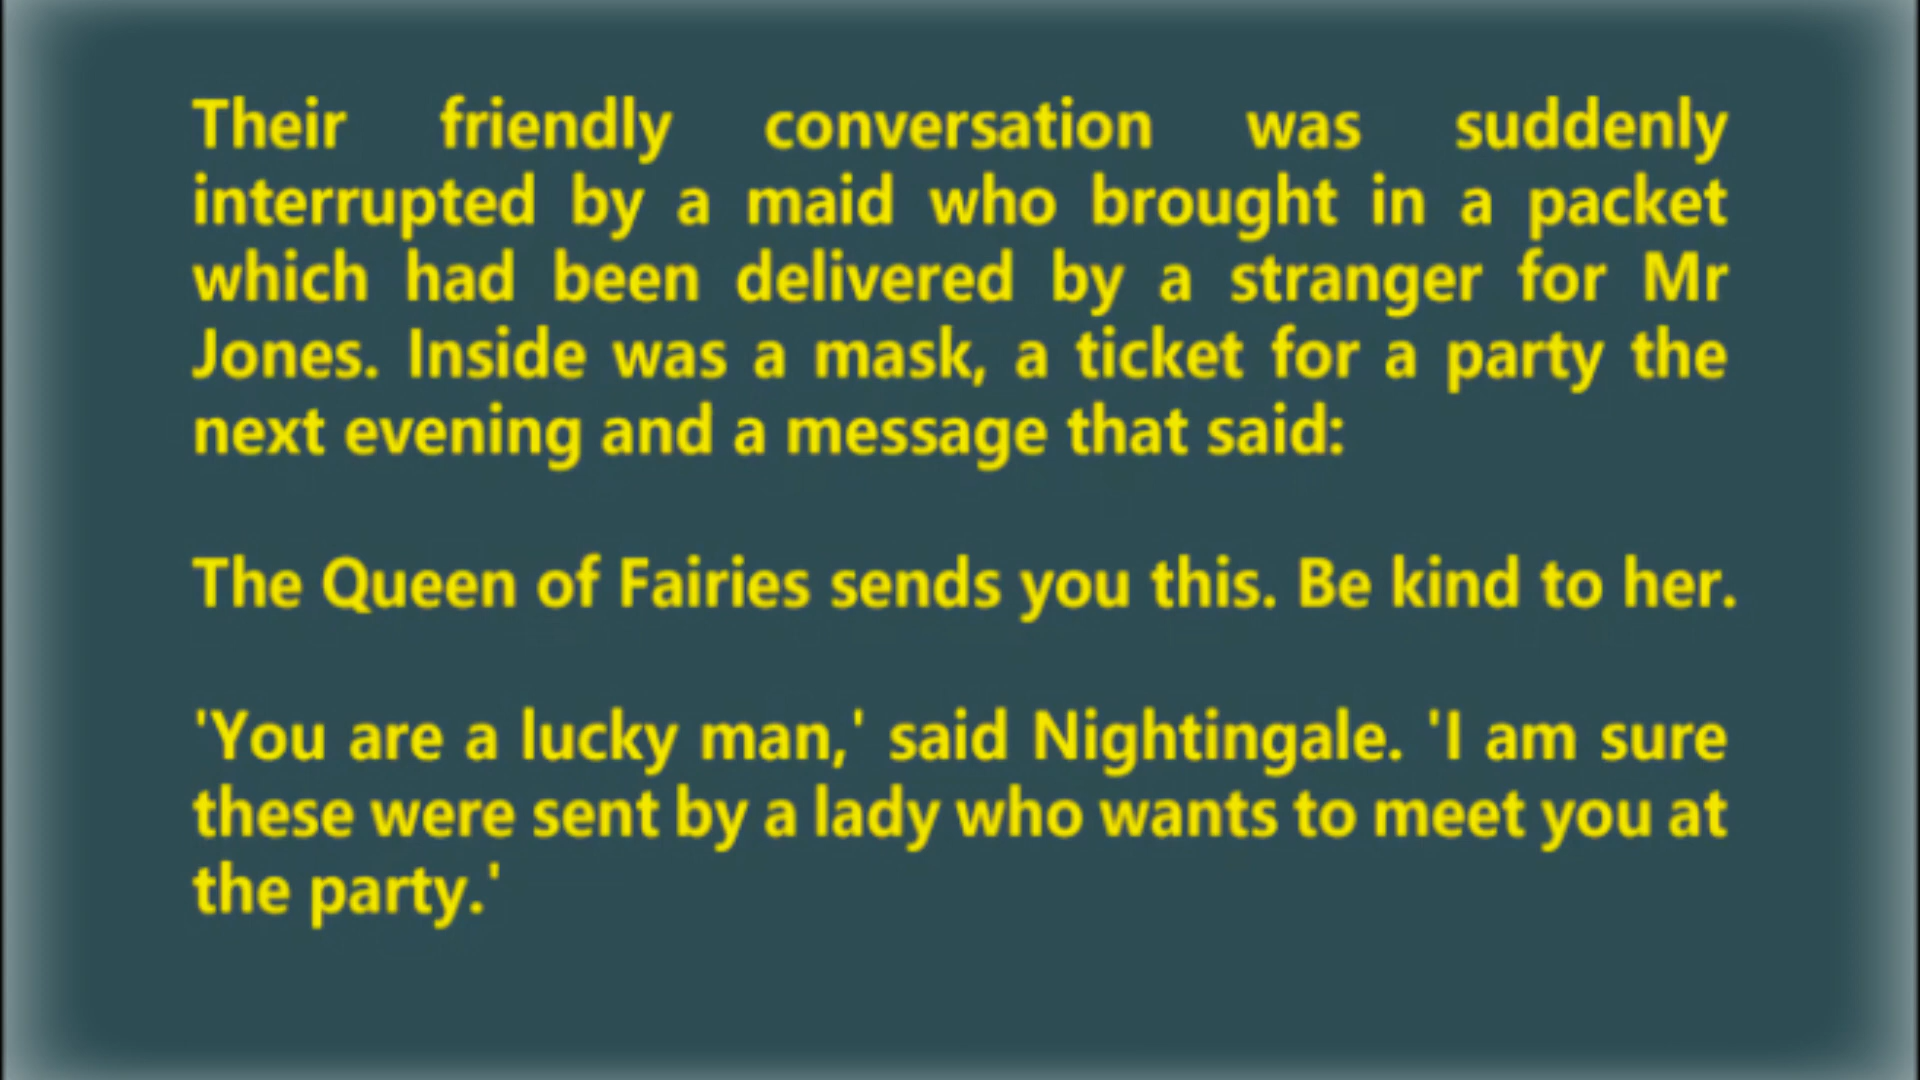 Their friendly conversation was suddenly
interrupted by a maid who brought in a packet
which had been delivered by a stranger for Mr
Jones. Inside was a mask, a ticket for a party the
next evening and a message that said:
The Queen of Fairies sends you this. Be kind to her.
'You are a lucky man,' said Nightingale. 'I am sure
these were sent by a lady who wants to meet you at
the party.'